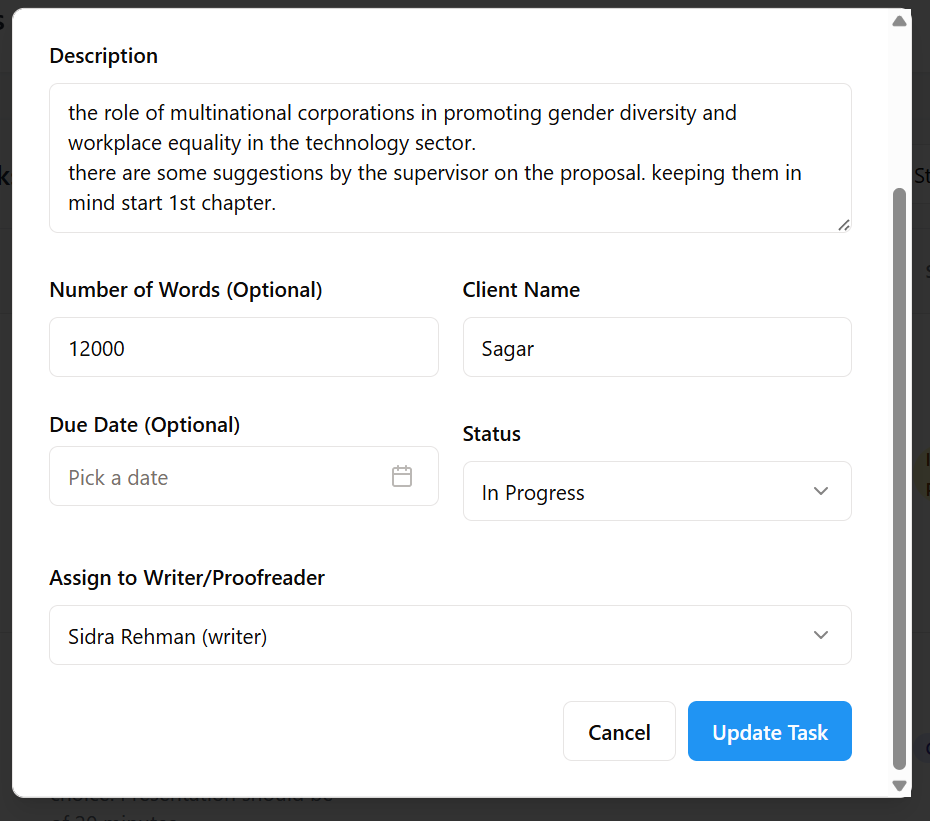 Description
the role of multinational corporations in promoting gender diversity and
workplace equality in the technology sector.
there are some suggestions by the supervisor on the proposal. keeping them in
mind start 1st chapter.
Number of Words (Optional)
Client Name
12000
Sagar
Due Date (Optional)
Status
Pick a date
In Progress
Assign to Writer/Proofreader
Sidra Rehman (writer)
Cancel
Update Task